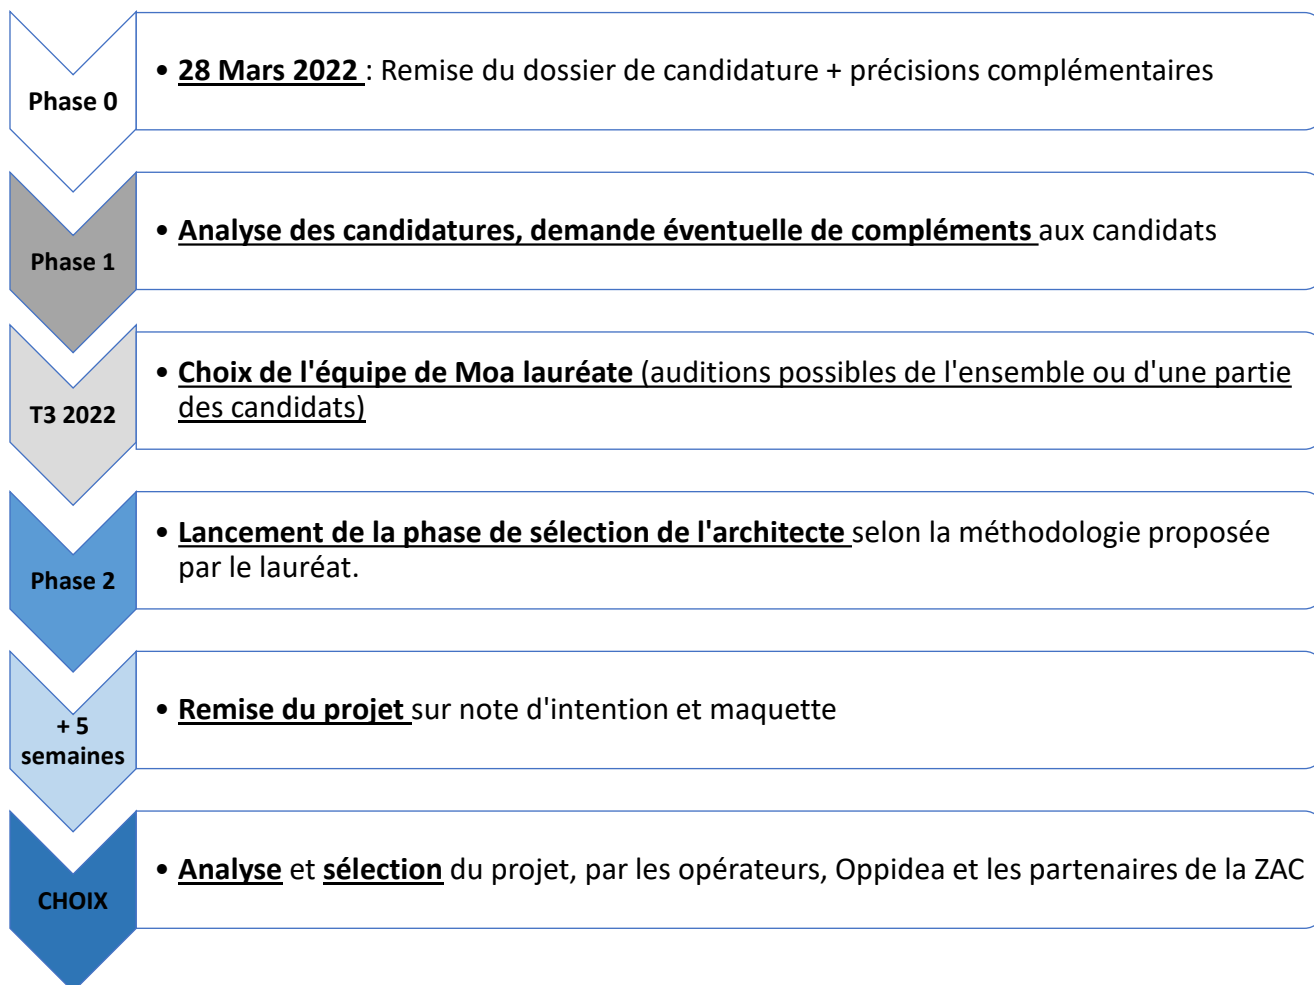 Phase 0
• 28 Mars 2022 : Remise du dossier de candidature + précisions complémentaires
Phase 1
• Analyse des candidatures, demande éventuelle de compléments aux candidats
T3 2022
• Choix de l'équipe de Moa lauréate (auditions possibles de l'ensemble ou d'une partie
des candidats)
Phase 2
• Lancement de la phase de sélection de l'architecte selon la méthodologie proposée
par le lauréat.
+ 5
semaines
• Remise du projet sur note d'intention et maquette
CHOIX
• Analyse et sélection du projet, par les opérateurs, Oppidea et les partenaires de la ZAC